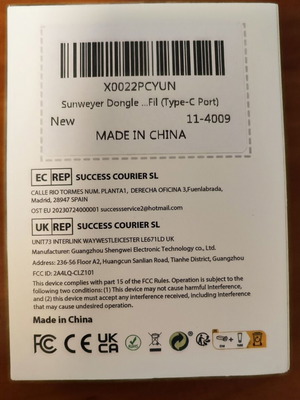 X0022PCYUN
Sunweyer Dongle ...Fil (Type-C Port)
New 11-4009
MADE IN CHINA
EC REP SUCCESS COURIER SL
CALLE RIO TORMES NUM. PLANTA1, DERECHA OFICINA 3,Fuenlabrada,
Madrid, 28947 SPAIN
OST EU 20230724000001 successservice2@hotmail.com
UK REP SUCCESS COURIER SL
UNIT73 INTERLINK WAYWESTLEICESTER LE671LD UK
Manufacturer: Guangzhou Shengwei Electronic Technology Co., Ltd.
Address: 236-56 Floor A2, Huangcun Sanlian Road, Tianhe District, Guangzhou
FCC ID: 2A4LQ-CLZ101
This device complies with part 15 of the FCC Rules. Operation is subject to the
following two conditions: (1) This device may not cause harmful interference,
and (2) this device must accept any interference received, including interference
that may cause undesired operation.
Made in China
FC CE UK CA